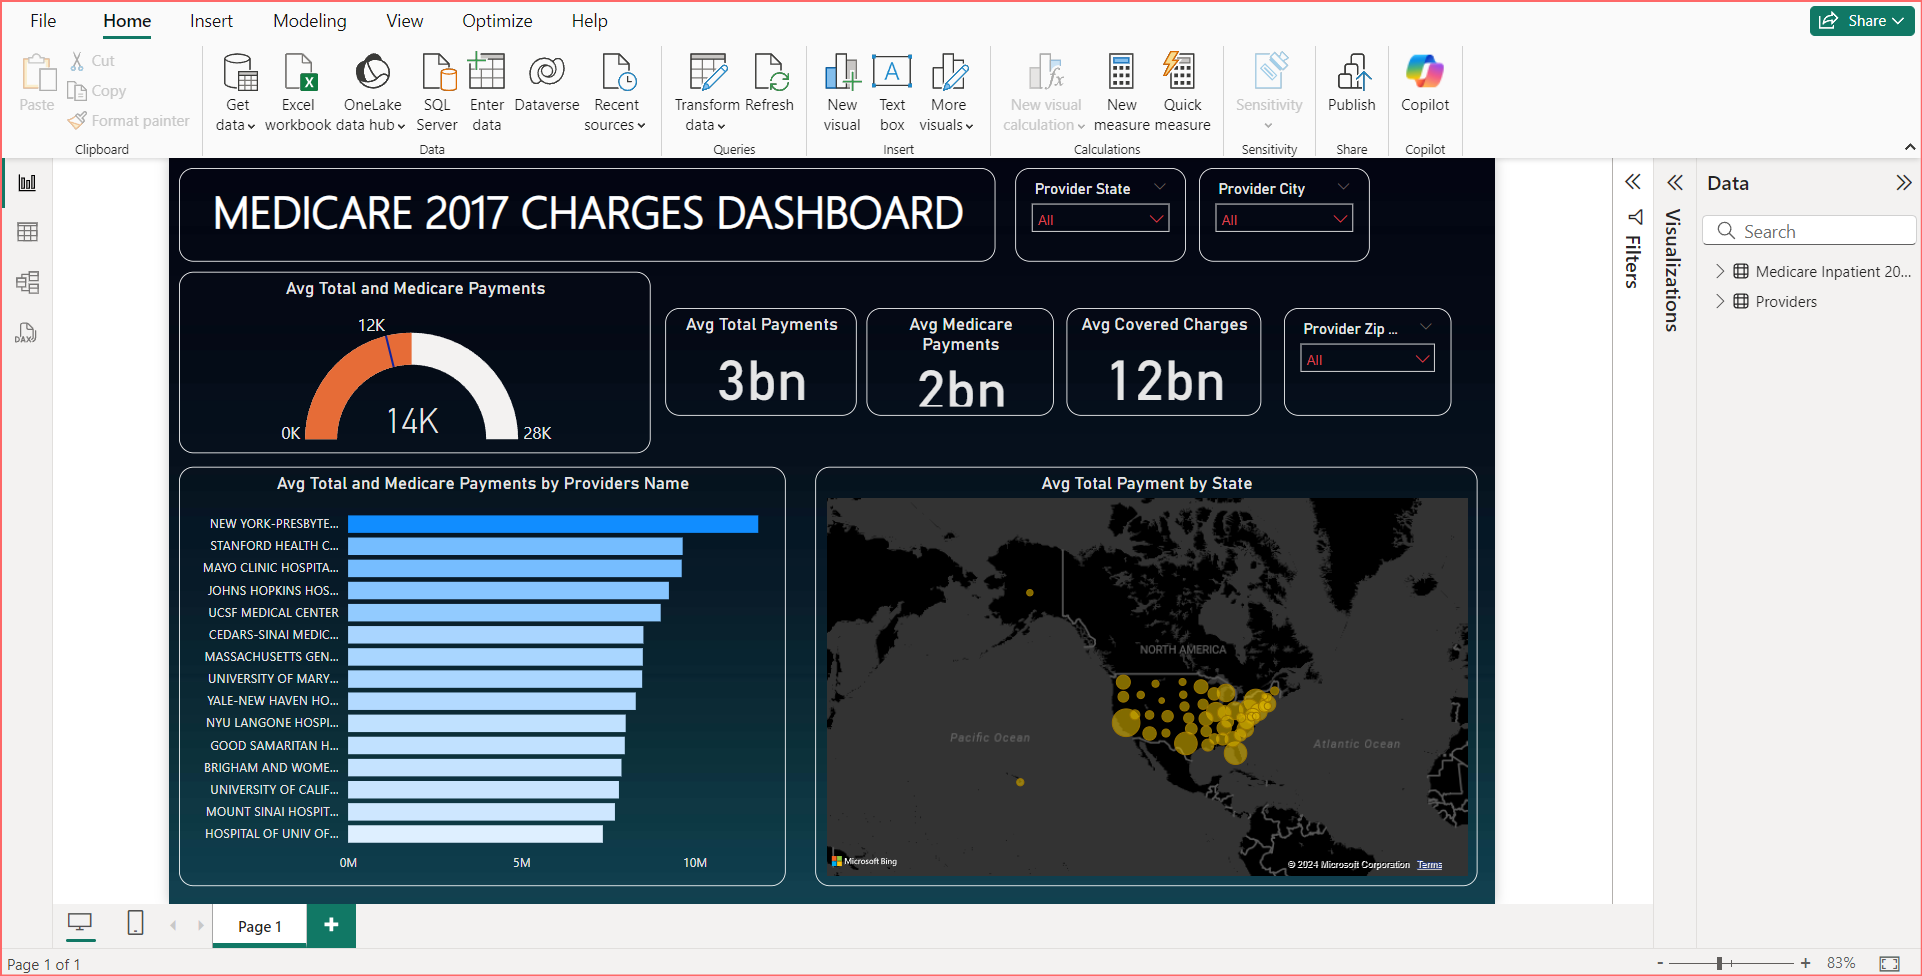 File Home Insert Modeling View Optimize Help
Share
Paste
Cut
Copy
Format painter
Clipboard
Get data
Excel workbook
OneLake data hub
SQL Server
Enter data
Dataverse
Recent sources
Data
Transform data
Refresh
Queries
New visual
Text box
More visuals
Insert
New visual calculation
New measure
Quick measure
Calculations
Sensitivity
Sensitivity
Publish
Share
Copilot
Copilot
MEDICARE 2017 CHARGES DASHBOARD
Provider State
All
Provider City
All
Avg Total and Medicare Payments
12K
0K
14K
28K
Avg Total Payments
3bn
Avg Medicare
Payments
2bn
Avg Covered Charges
12bn
Provider Zip ...
All
Avg Total and Medicare Payments by Providers Name
NEW YORK-PRESBYTE...
STANFORD HEALTH C...
MAYO CLINIC HOSPITA...
JOHNS HOPKINS HOS...
UCSF MEDICAL CENTER
CEDARS-SINAI MEDIC...
MASSACHUSETTS GEN...
UNIVERSITY OF MARY...
YALE-NEW HAVEN HO...
NYU LANGONE HOSPI...
GOOD SAMARITAN H...
BRIGHAM AND WOME...
UNIVERSITY OF CALIF...
MOUNT SINAI HOSPIT...
HOSPITAL OF UNIV OF...
0M 5M 10M
Avg Total Payment by State
NORTH AMERICA
Pacific Ocean
Atlantic Ocean
Microsoft Bing
© 2024 Microsoft Corporation Terms
Filters
Visualizations
Data
Search
Medicare Inpatient 20...
Providers
DAX
Page 1
Page 1 of 1
- + 83%